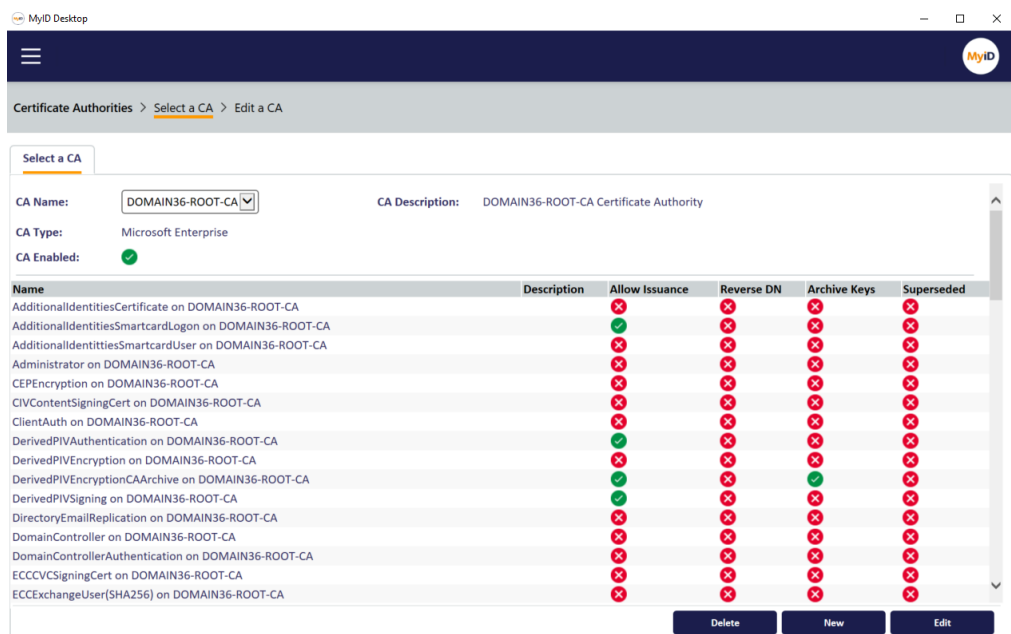 MyID Desktop
MyID
Certificate Authorities > Select a CA > Edit a CA
Select a CA
CA Name: DOMAIN36-ROOT-CA CA Description: DOMAIN36-ROOT-CA Certificate Authority
CA Type: Microsoft Enterprise
CA Enabled:
Name Description Allow Issuance Reverse DN Archive Keys Superseded
AdditionalIdentitiesCertificate on DOMAIN36-ROOT-CA
AdditionalIdentitiesSmartcardLogon on DOMAIN36-ROOT-CA
AdditionalIdentittiesSmartcardUser on DOMAIN36-ROOT-CA
Administrator on DOMAIN36-ROOT-CA
CEPEncryption on DOMAIN36-ROOT-CA
CIVContentSigningCert on DOMAIN36-ROOT-CA
ClientAuth on DOMAIN36-ROOT-CA
DerivedPIVAuthentication on DOMAIN36-ROOT-CA
DerivedPIVEncryption on DOMAIN36-ROOT-CA
DerivedPIVEncryptionCAArchive on DOMAIN36-ROOT-CA
DerivedPIVSigning on DOMAIN36-ROOT-CA
DirectoryEmailReplication on DOMAIN36-ROOT-CA
DomainController on DOMAIN36-ROOT-CA
DomainControllerAuthentication on DOMAIN36-ROOT-CA
ECCCVCSigningCert on DOMAIN36-ROOT-CA
ECCExchangeUser(SHA256) on DOMAIN36-ROOT-CA
Delete New Edit